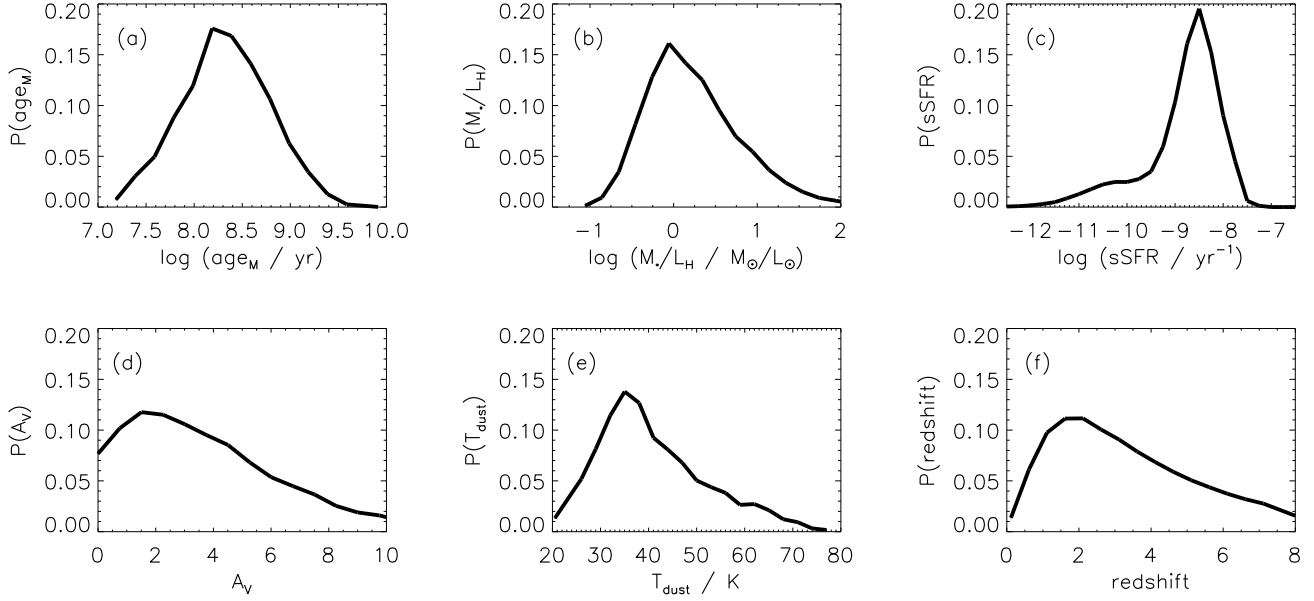 (a)
P(age_M)
0.20
0.15
0.10
0.05
0.00
7.0 7.5 8.0 8.5 9.0 9.5 10.0
log (age_M / yr)
(b)
P(M_*/L_H)
0.20
0.15
0.10
0.05
0.00
−1 0 1 2
log (M_*/L_H / M_⊙/L_⊙)
(c)
P(sSFR)
0.20
0.15
0.10
0.05
0.00
−12 −11 −10 −9 −8 −7
log (sSFR / yr⁻¹)
(d)
P(A_V)
0.20
0.15
0.10
0.05
0.00
0 2 4 6 8 10
A_V
(e)
P(T_dust)
0.20
0.15
0.10
0.05
0.00
20 30 40 50 60 70 80
T_dust / K
(f)
P(redshift)
0.20
0.15
0.10
0.05
0.00
0 2 4 6 8
redshift